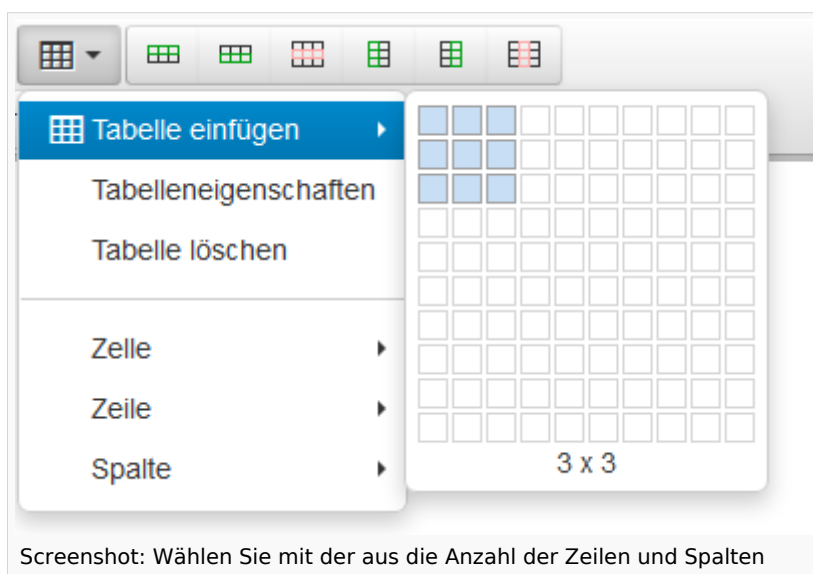 Tabelle einfügen
Tabelleneigenschaften
Tabelle löschen
Zelle
Zeile
Spalte
3 x 3
Screenshot: Wählen Sie mit der aus die Anzahl der Zeilen und Spalten